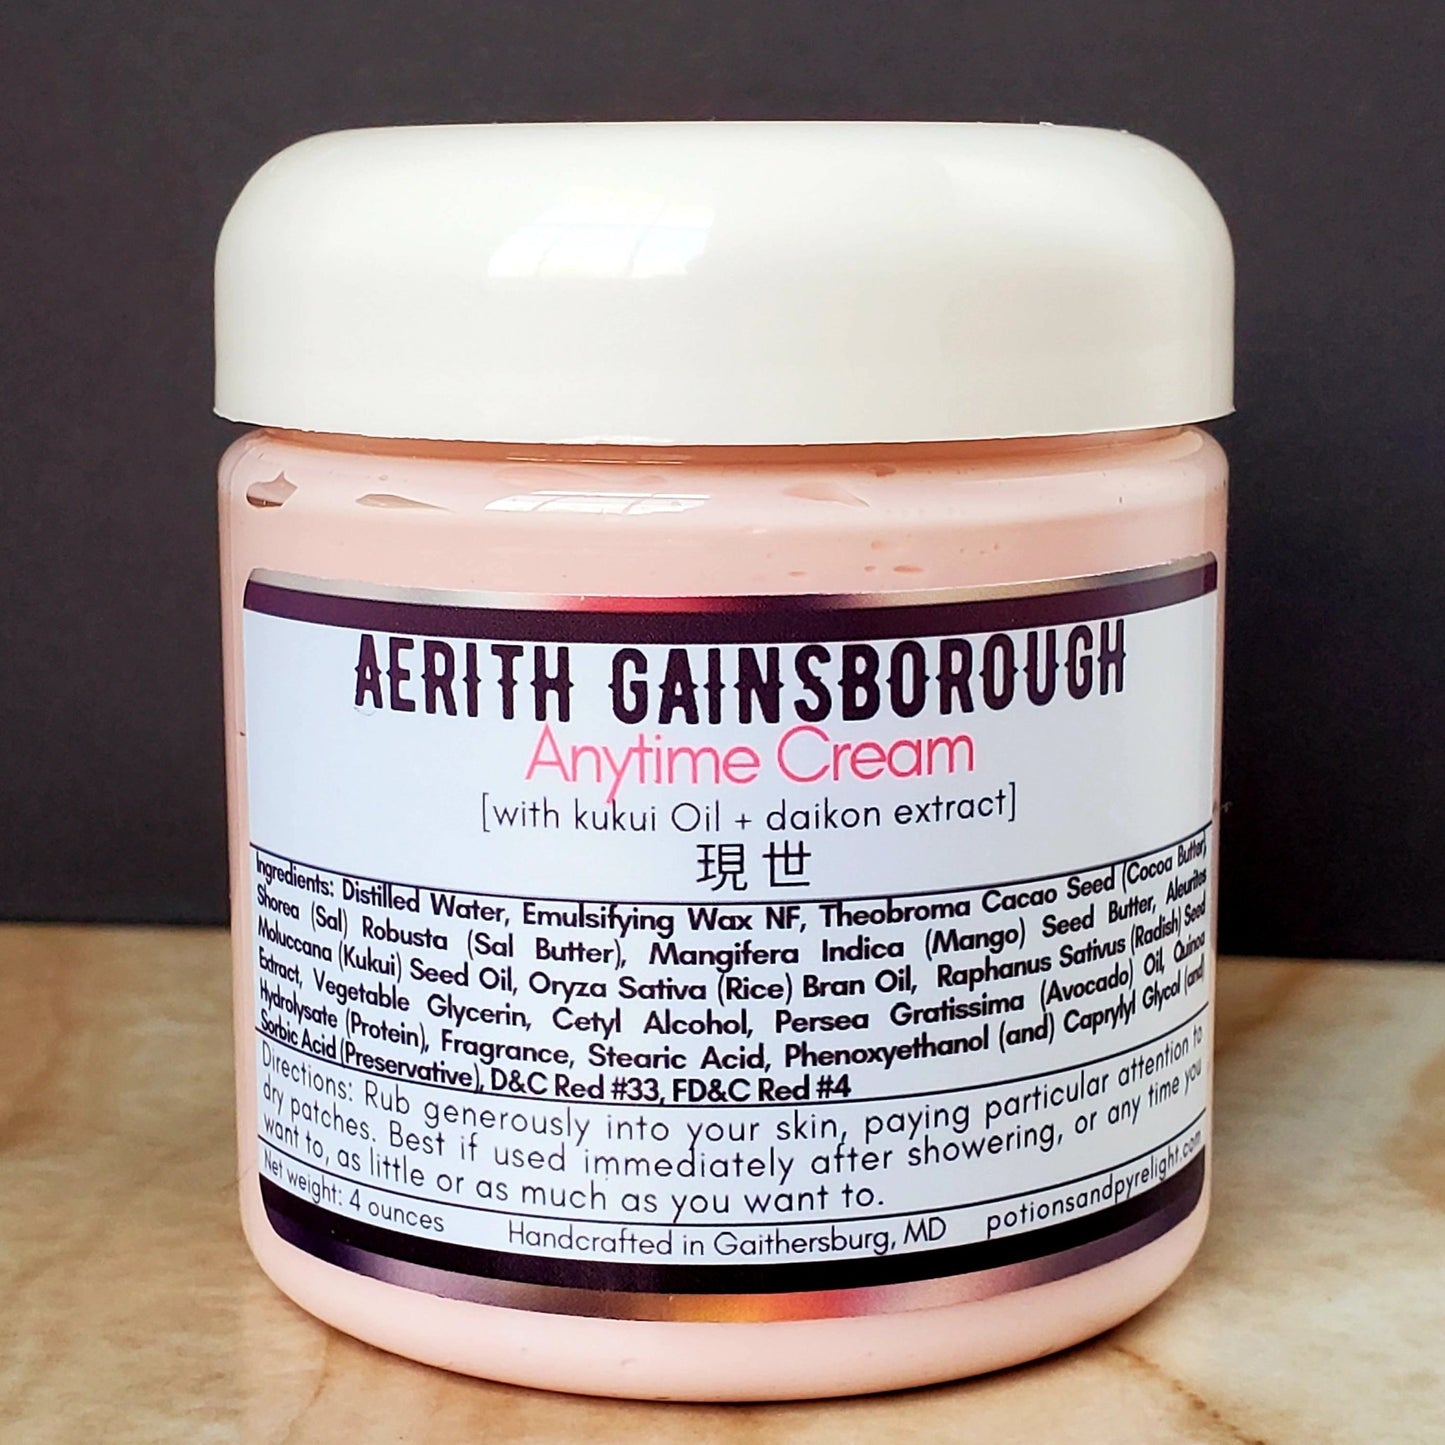 AERITH GAINSBOROUGH
Anytime Cream
[with kukui Oil + daikon extract]
現世
Ingredients: Distilled Water, Emulsifying Wax NF, Theobroma Cacao Seed (Cocoa Butter),
Shorea (Sal) Robusta (Sal Butter), Mangifera Indica (Mango) Seed Butter, Aleurites
Moluccana (Kukui) Seed Oil, Oryza Sativa (Rice) Bran Oil, Raphanus Sativus (Radish) Seed
Extract, Vegetable Glycerin, Cetyl Alcohol, Persea Gratissima (Avocado) Oil, Quinoa
Hydrolysate (Protein), Fragrance, Stearic Acid, Phenoxyethanol (and) Caprylyl Glycol (and)
Sorbic Acid (Preservative), D&C Red #33, FD&C Red #4
Directions: Rub generously into your skin, paying particular attention to
dry patches. Best if used immediately after showering, or any time you
want to, as little or as much as you want to.
Net weight: 4 ounces Handcrafted in Gaithersburg, MD potionsandpyrelight.com